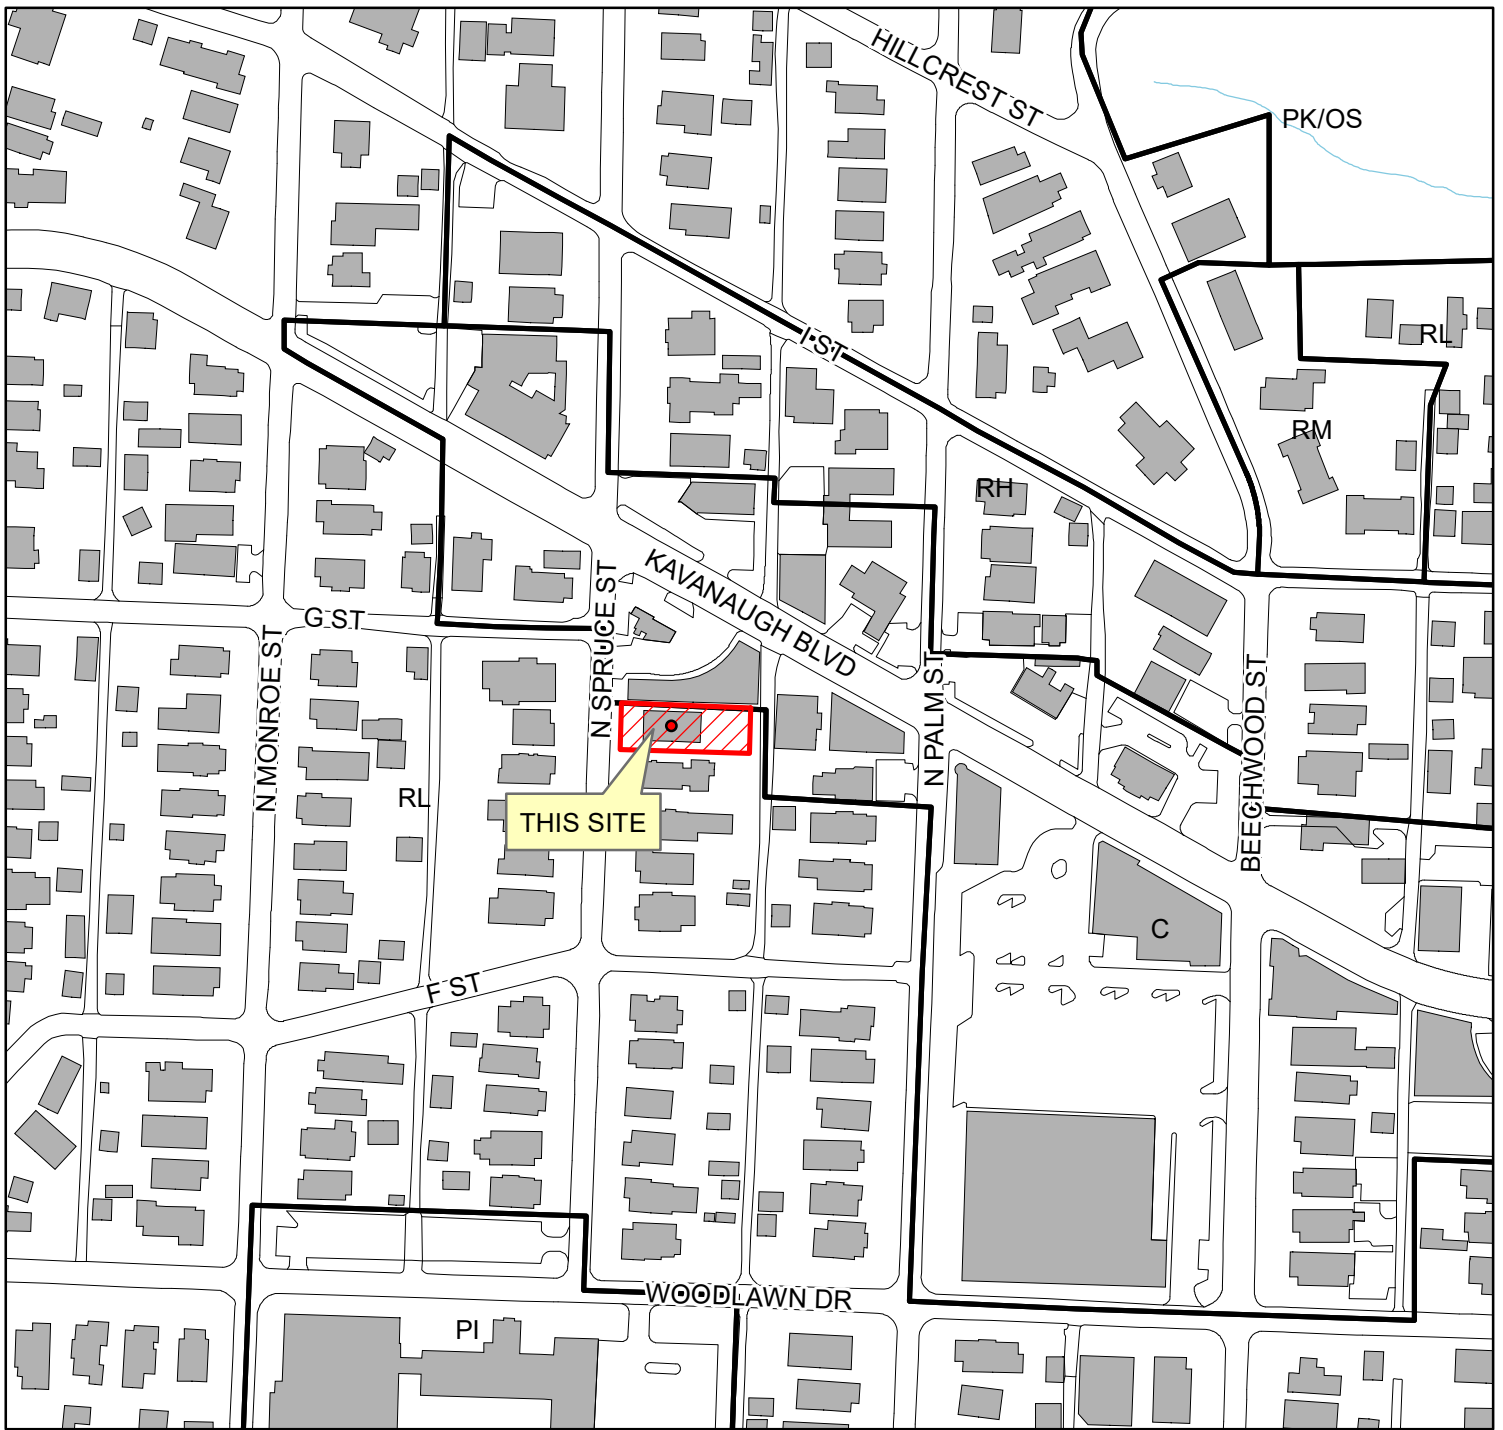 HILLCREST ST
PK/OS
I ST
RL
RM
RH
KAVANAUGH BLVD
N SPRUCE ST
G ST
N MONROE ST
N PALM ST
BEECHWOOD ST
RL
THIS SITE
C
F ST
WOODLAWN DR
PI